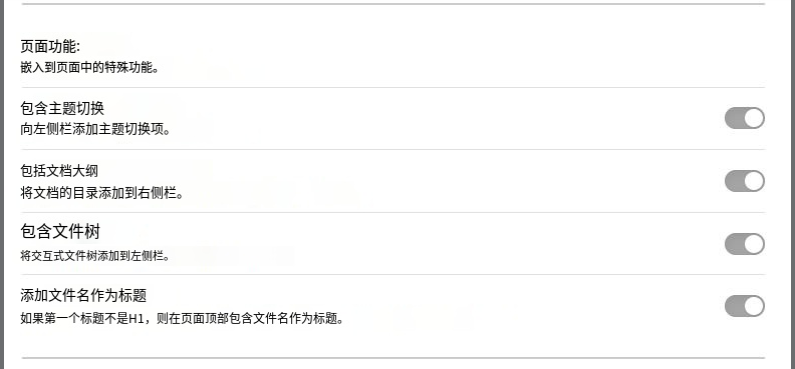 页面功能:
嵌入到页面中的特殊功能。
包含主题切换
向左侧栏添加主题切换项。
包括文档大纲
将文档的目录添加到右侧栏。
包含文件树
将交互式文件树添加到左侧栏。
添加文件名作为标题
如果第一个标题不是H1，则在页面顶部包含文件名作为标题。